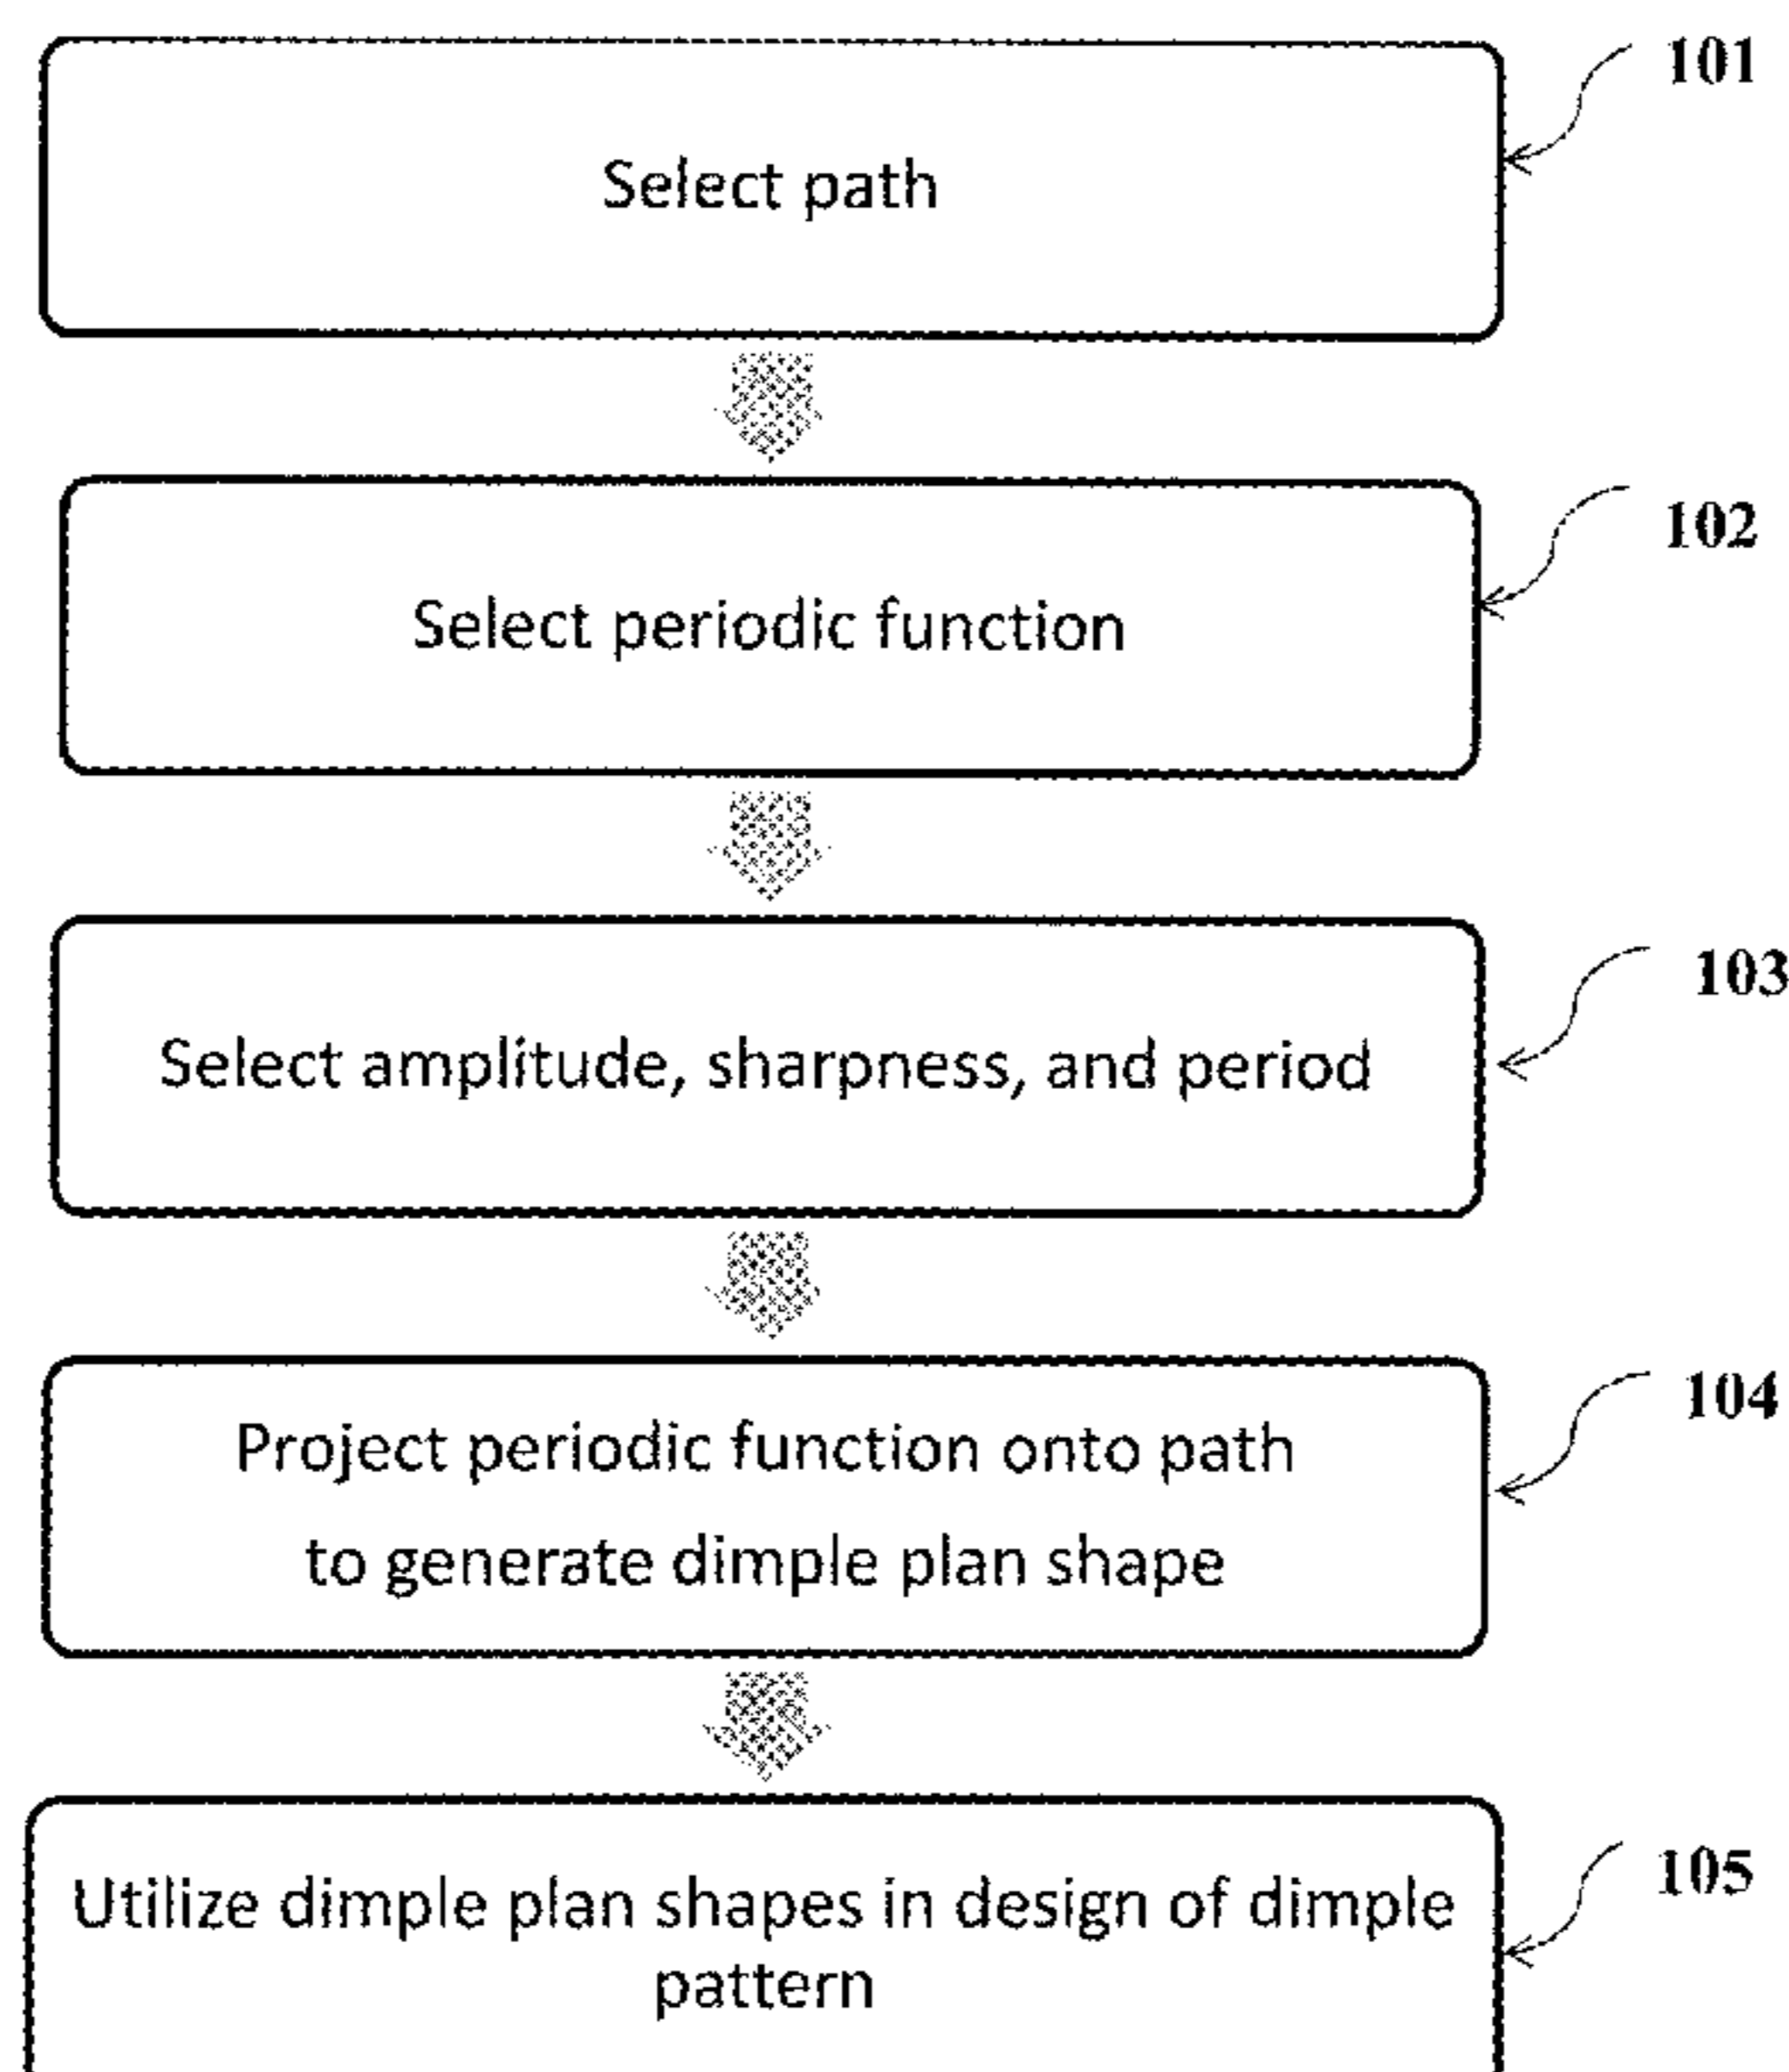 101
Select path
102
Select periodic function
103
Select amplitude, sharpness, and period
104
Project periodic function onto path
to generate dimple plan shape
105
Utilize dimple plan shapes in design of dimple
pattern